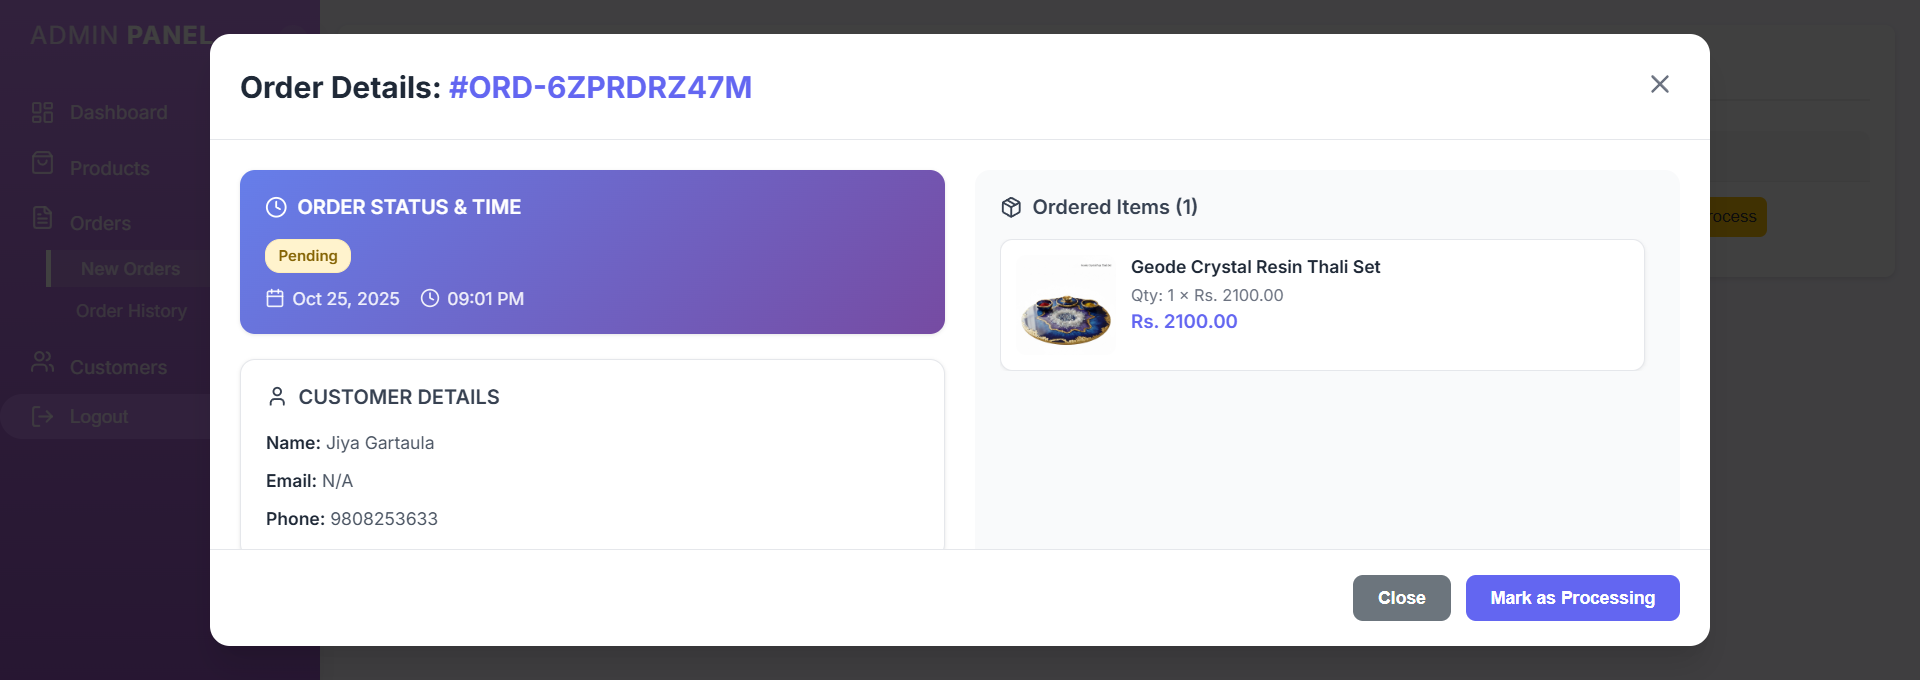 ADMIN PANEL
Dashboard
Products
Orders
New Orders
Order History
Customers
Logout
Order Details: #ORD-6ZPRDRZ47M
ORDER STATUS & TIME
Pending
Oct 25, 2025 09:01 PM
CUSTOMER DETAILS
Name: Jiya Gartaula
Email: N/A
Phone: 9808253633
Ordered Items (1)
Geode Crystal Resin Thali Set
Qty: 1 × Rs. 2100.00
Rs. 2100.00
Close
Mark as Processing